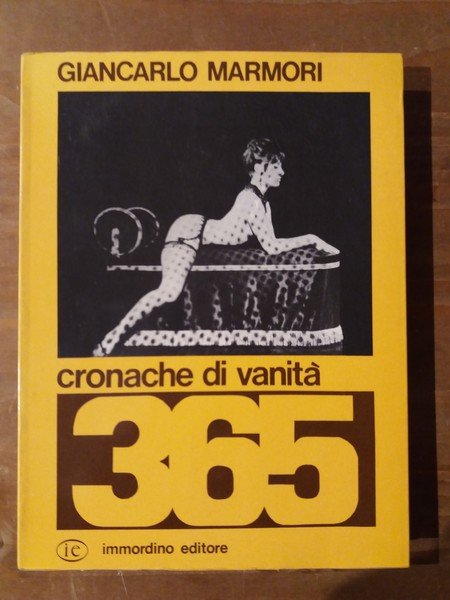 GIANCARLO MARMORI
cronache di vanità
365
ie immordino editore